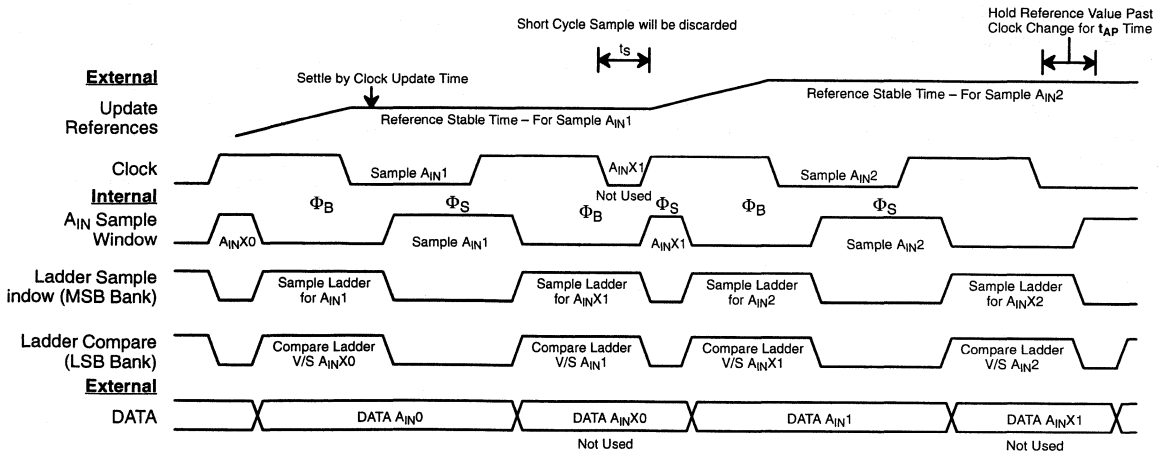 Short Cycle Sample will be discarded
Hold Reference Value Past
Clock Change for tAP Time
tS
External
Settle by Clock Update Time
Update
References
Reference Stable Time – For Sample AIN1
Reference Stable Time – For Sample AIN2
Clock
Sample AIN1
AINX1
Sample AIN2
Not Used
Internal
ΦB
ΦS
ΦB
ΦS
ΦB
ΦS
AIN Sample
Window
AINX0
Sample AIN1
AINX1
Sample AIN2
Ladder Sample
indow (MSB Bank)
Sample Ladder
for AIN1
Sample Ladder
for AINX1
Sample Ladder
for AIN2
Sample Ladder
for AINX2
Ladder Compare
(LSB Bank)
Compare Ladder
V/S AINX0
Compare Ladder
V/S AIN1
Compare Ladder
V/S AINX1
Compare Ladder
V/S AIN2
External
DATA
DATA AIN0
DATA AINX0
DATA AIN1
DATA AINX1
Not Used
Not Used